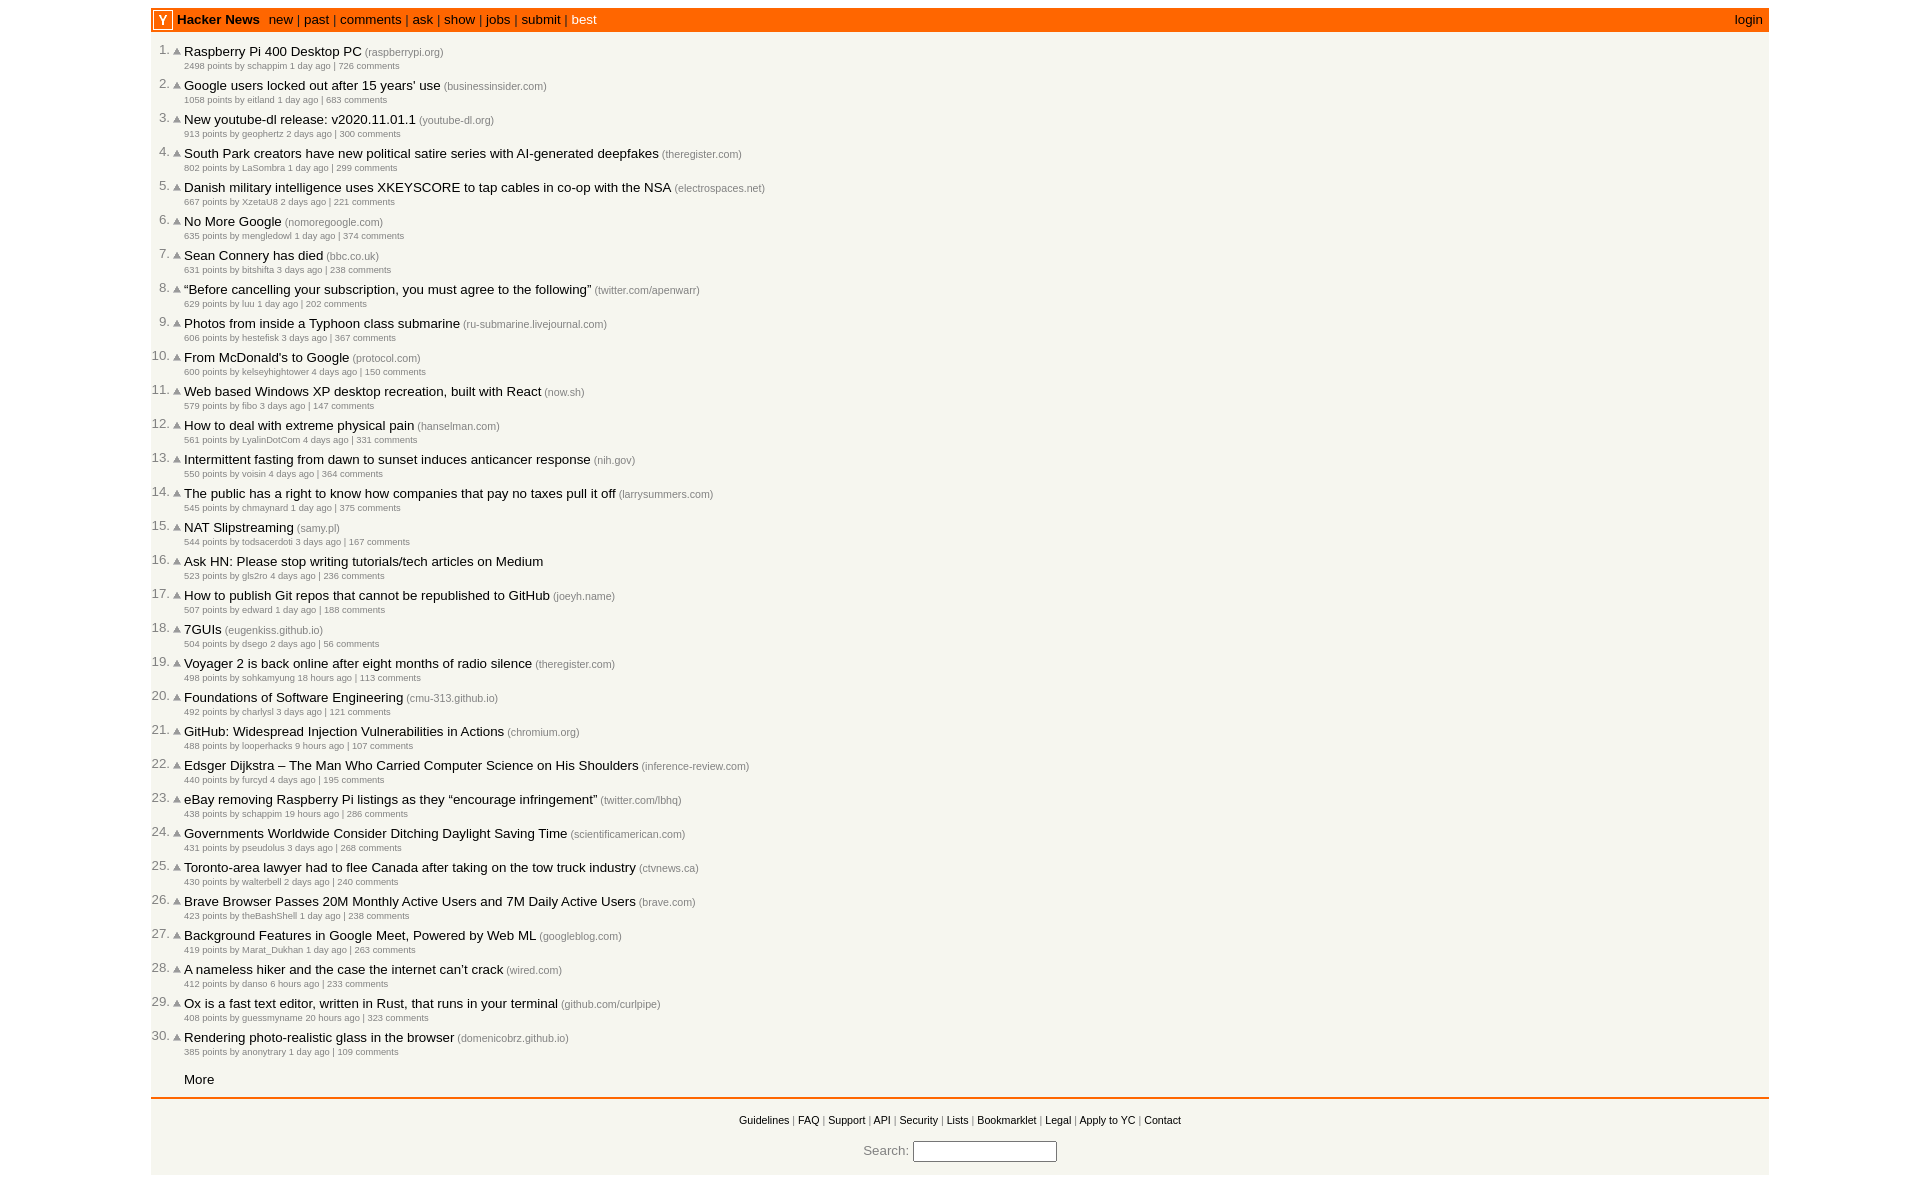 Y Hacker News new | past | comments | ask | show | jobs | submit | best login
1. Raspberry Pi 400 Desktop PC (raspberrypi.org)
2498 points by schappim 1 day ago | 726 comments
2. Google users locked out after 15 years' use (businessinsider.com)
1058 points by eitland 1 day ago | 683 comments
3. New youtube-dl release: v2020.11.01.1 (youtube-dl.org)
913 points by geophertz 2 days ago | 300 comments
4. South Park creators have new political satire series with AI-generated deepfakes (theregister.com)
802 points by LaSombra 1 day ago | 299 comments
5. Danish military intelligence uses XKEYSCORE to tap cables in co-op with the NSA (electrospaces.net)
667 points by XzetaU8 2 days ago | 221 comments
6. No More Google (nomoregoogle.com)
635 points by mengledowl 1 day ago | 374 comments
7. Sean Connery has died (bbc.co.uk)
631 points by bitshifta 3 days ago | 238 comments
8. “Before cancelling your subscription, you must agree to the following” (twitter.com/apenwarr)
629 points by luu 1 day ago | 202 comments
9. Photos from inside a Typhoon class submarine (ru-submarine.livejournal.com)
606 points by hestefisk 3 days ago | 367 comments
10. From McDonald's to Google (protocol.com)
600 points by kelseyhightower 4 days ago | 150 comments
11. Web based Windows XP desktop recreation, built with React (now.sh)
579 points by fibo 3 days ago | 147 comments
12. How to deal with extreme physical pain (hanselman.com)
561 points by LyalinDotCom 4 days ago | 331 comments
13. Intermittent fasting from dawn to sunset induces anticancer response (nih.gov)
550 points by voisin 4 days ago | 364 comments
14. The public has a right to know how companies that pay no taxes pull it off (larrysummers.com)
545 points by chmaynard 1 day ago | 375 comments
15. NAT Slipstreaming (samy.pl)
544 points by todsacerdoti 3 days ago | 167 comments
16. Ask HN: Please stop writing tutorials/tech articles on Medium
523 points by gls2ro 4 days ago | 236 comments
17. How to publish Git repos that cannot be republished to GitHub (joeyh.name)
507 points by edward 1 day ago | 188 comments
18. 7GUIs (eugenkiss.github.io)
504 points by dsego 2 days ago | 56 comments
19. Voyager 2 is back online after eight months of radio silence (theregister.com)
498 points by sohkamyung 18 hours ago | 113 comments
20. Foundations of Software Engineering (cmu-313.github.io)
492 points by charlysl 3 days ago | 121 comments
21. GitHub: Widespread Injection Vulnerabilities in Actions (chromium.org)
488 points by looperhacks 9 hours ago | 107 comments
22. Edsger Dijkstra – The Man Who Carried Computer Science on His Shoulders (inference-review.com)
440 points by furcyd 4 days ago | 195 comments
23. eBay removing Raspberry Pi listings as they “encourage infringement” (twitter.com/lbhq)
438 points by schappim 19 hours ago | 286 comments
24. Governments Worldwide Consider Ditching Daylight Saving Time (scientificamerican.com)
431 points by pseudolus 3 days ago | 268 comments
25. Toronto-area lawyer had to flee Canada after taking on the tow truck industry (ctvnews.ca)
430 points by walterbell 2 days ago | 240 comments
26. Brave Browser Passes 20M Monthly Active Users and 7M Daily Active Users (brave.com)
423 points by theBashShell 1 day ago | 238 comments
27. Background Features in Google Meet, Powered by Web ML (googleblog.com)
419 points by Marat_Dukhan 1 day ago | 263 comments
28. A nameless hiker and the case the internet can’t crack (wired.com)
412 points by danso 6 hours ago | 233 comments
29. Ox is a fast text editor, written in Rust, that runs in your terminal (github.com/curlpipe)
408 points by guessmyname 20 hours ago | 323 comments
30. Rendering photo-realistic glass in the browser (domenicobrz.github.io)
385 points by anonytrary 1 day ago | 109 comments
More
Guidelines | FAQ | Support | API | Security | Lists | Bookmarklet | Legal | Apply to YC | Contact
Search: